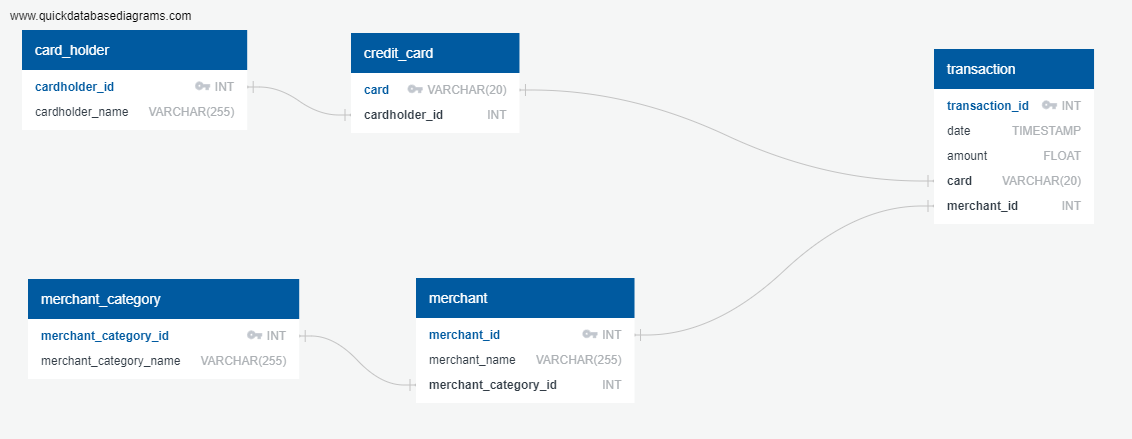 www.quickdatabasediagrams.com
card_holder
cardholder_id INT
cardholder_name VARCHAR(255)
credit_card
card VARCHAR(20)
cardholder_id INT
transaction
transaction_id INT
date TIMESTAMP
amount FLOAT
card VARCHAR(20)
merchant_id INT
merchant_category
merchant_category_id INT
merchant_category_name VARCHAR(255)
merchant
merchant_id INT
merchant_name VARCHAR(255)
merchant_category_id INT